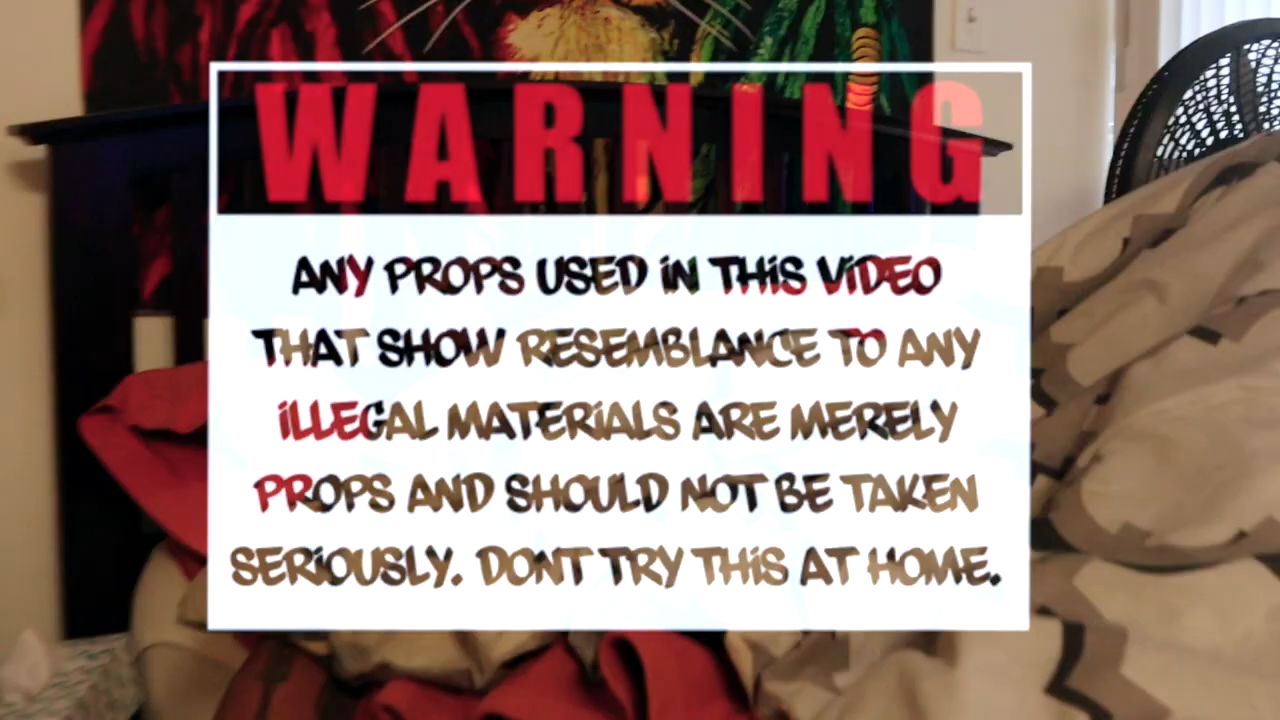 WARNING
ANY PROPS USED iN THiS ViDEO
THAT SHOW RESEMBLANCE TO ANY
iLLEGAL MATERiALS ARE MERELY
PROPS AND SHOULD NOT BE TAKEN
SERiOUSLY. DONT TRY THiS AT HOME.